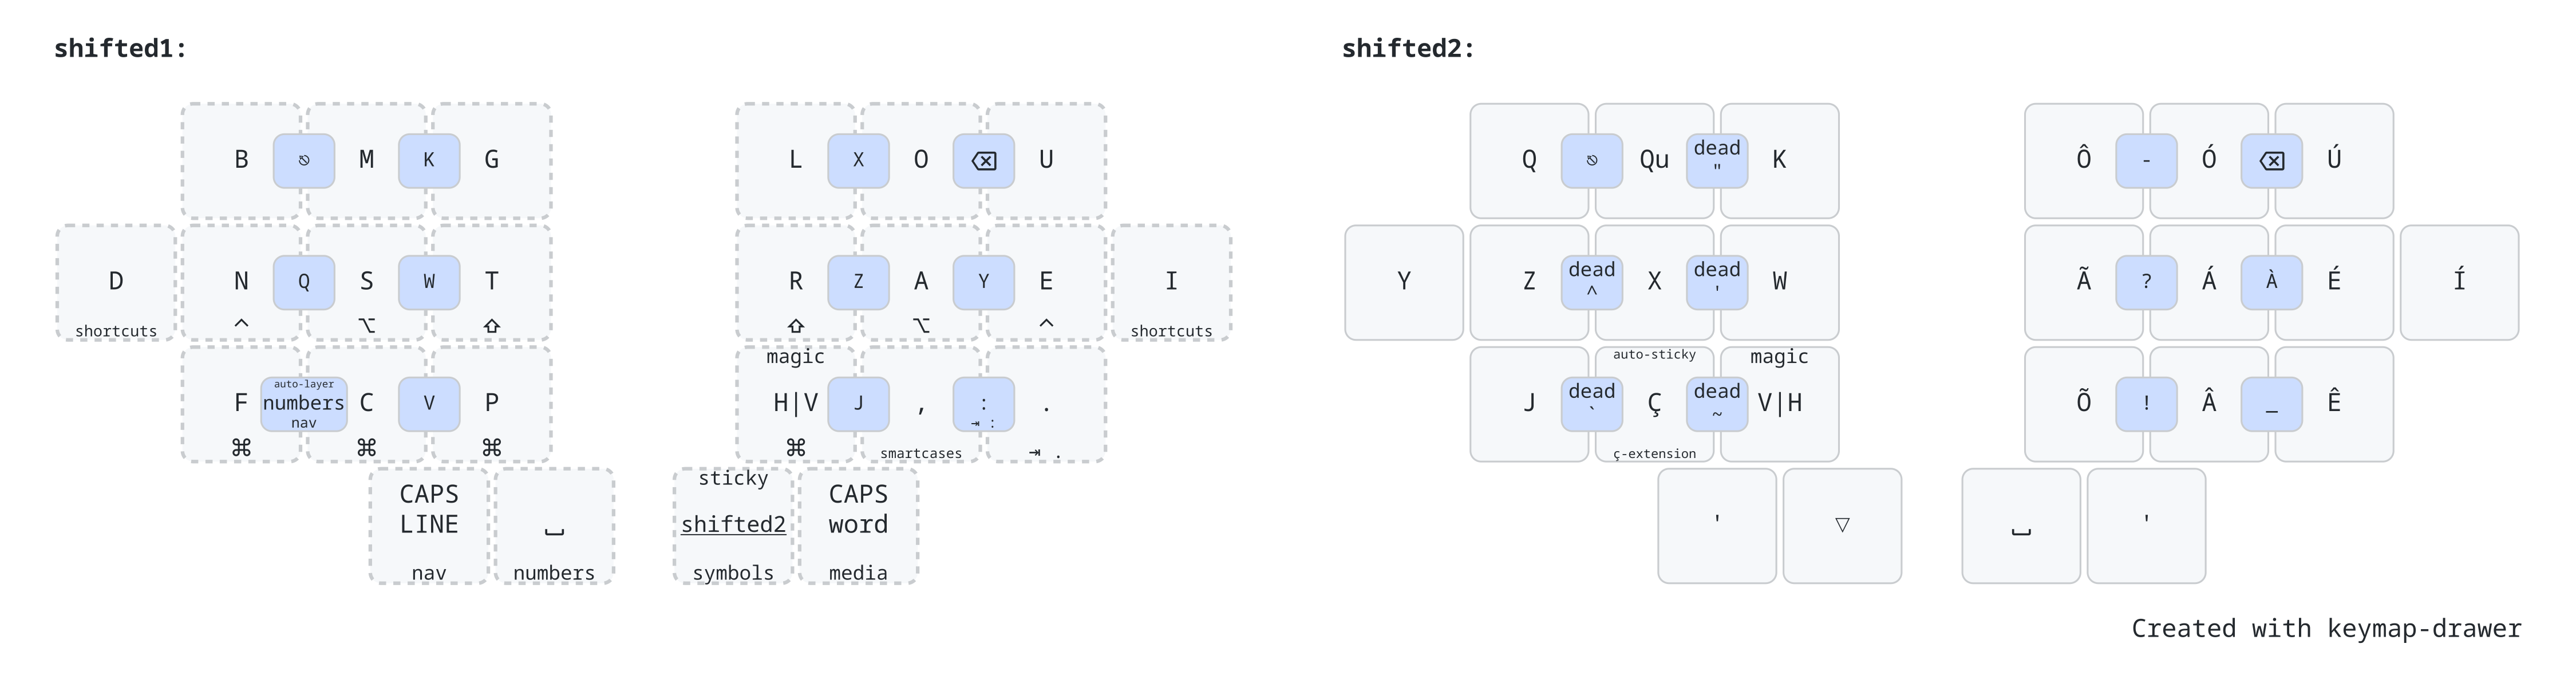 shifted1:
shifted2:
B ⎋ M K G L X O ⌫ U
Q ⎋ Qu dead " K Ô - Ó ⌫ Ú
D shortcuts N ^ Q S ⌥ W T ⇧ R ⇧ Z A ⌥ Y E ^ I shortcuts
Y Z dead ^ X dead ' W Ã ? Á À É Í
F ⌘ auto-layer numbers nav C ⌘ V P ⌘ magic H|V ⌘ J , smartcases : ⇥ : . ⇥ .
J dead ` auto-sticky Ç ç-extension dead ~ magic V|H Õ ! Â _ Ê
CAPS LINE nav ⎵ numbers sticky shifted2 symbols CAPS word media
' ▽ ⎵ '
Created with keymap-drawer